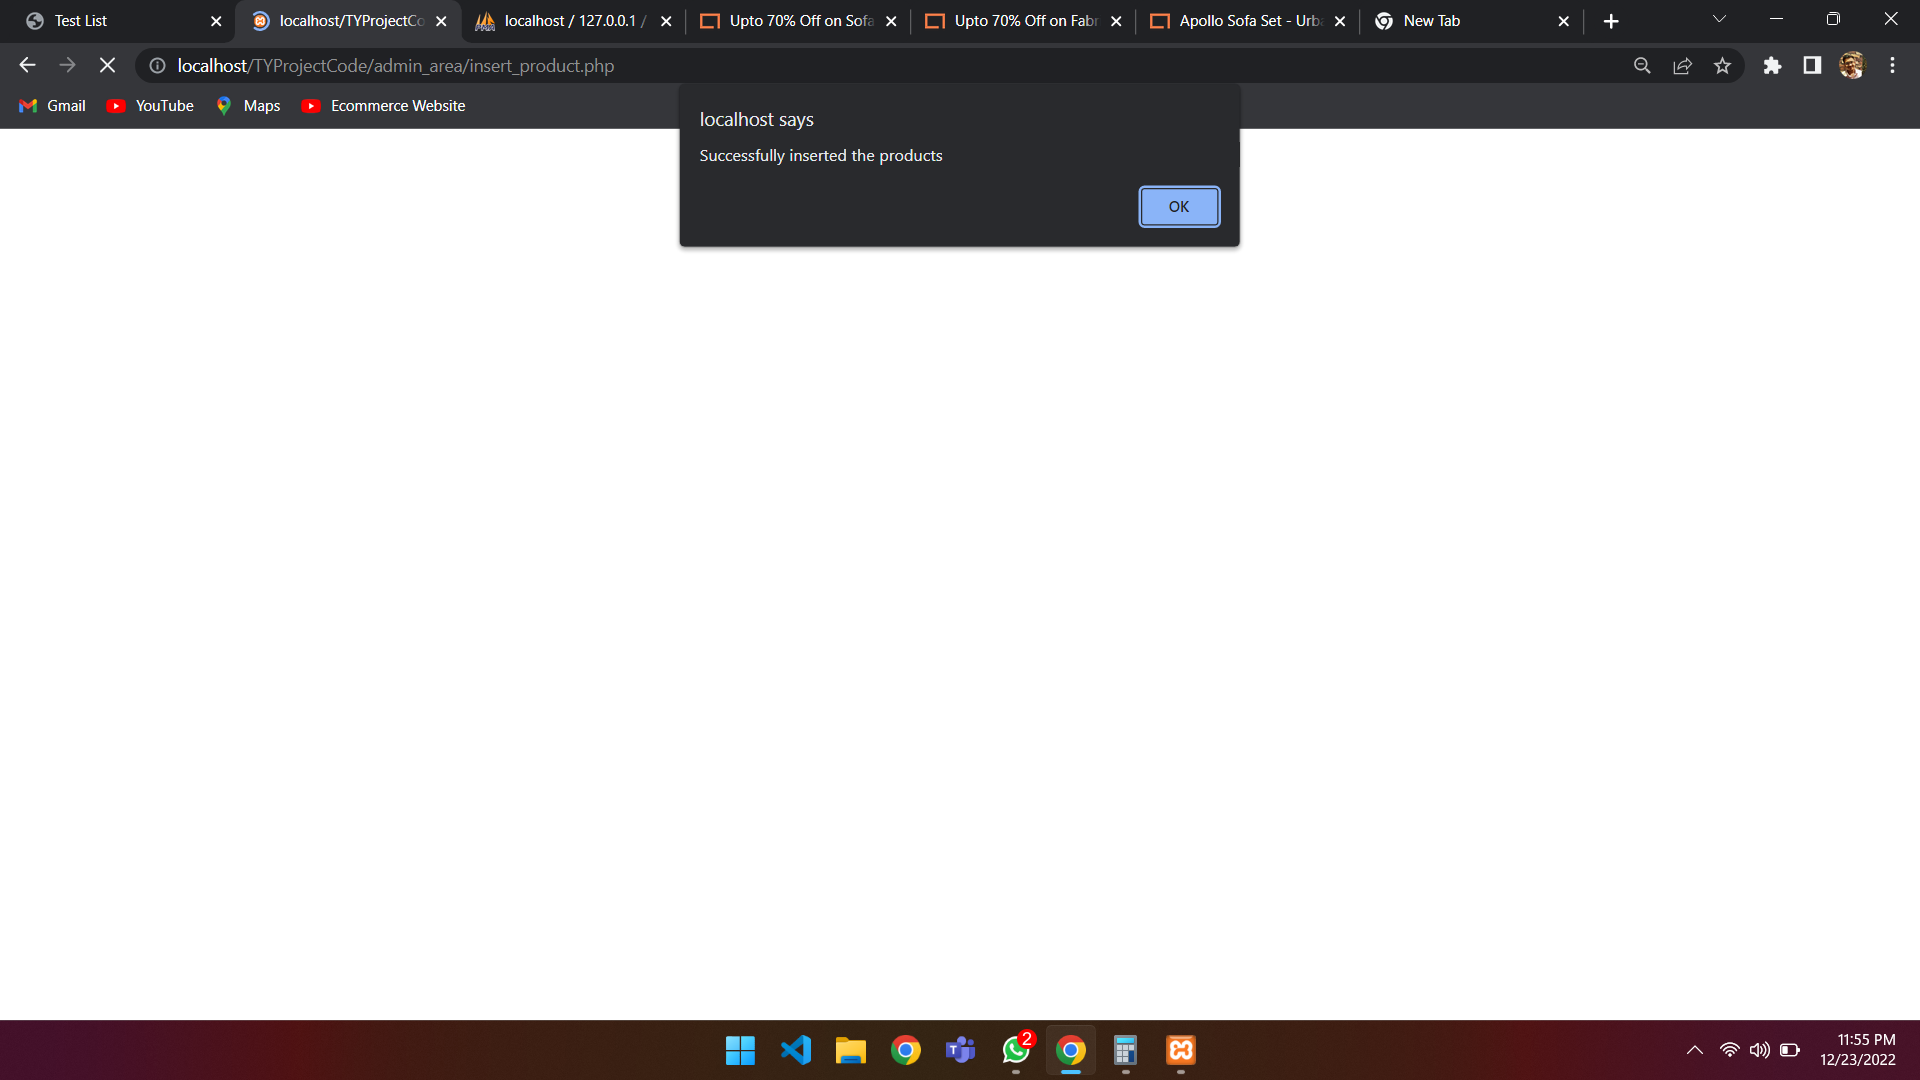 Test List
localhost/TYProjectCo
localhost / 127.0.0.1 /
Upto 70% Off on Sofa
Upto 70% Off on Fabr
Apollo Sofa Set - Urba
New Tab
localhost/TYProjectCode/admin_area/insert_product.php
Gmail
YouTube
Maps
Ecommerce Website
localhost says
Successfully inserted the products
OK
2
11:55 PM
12/23/2022